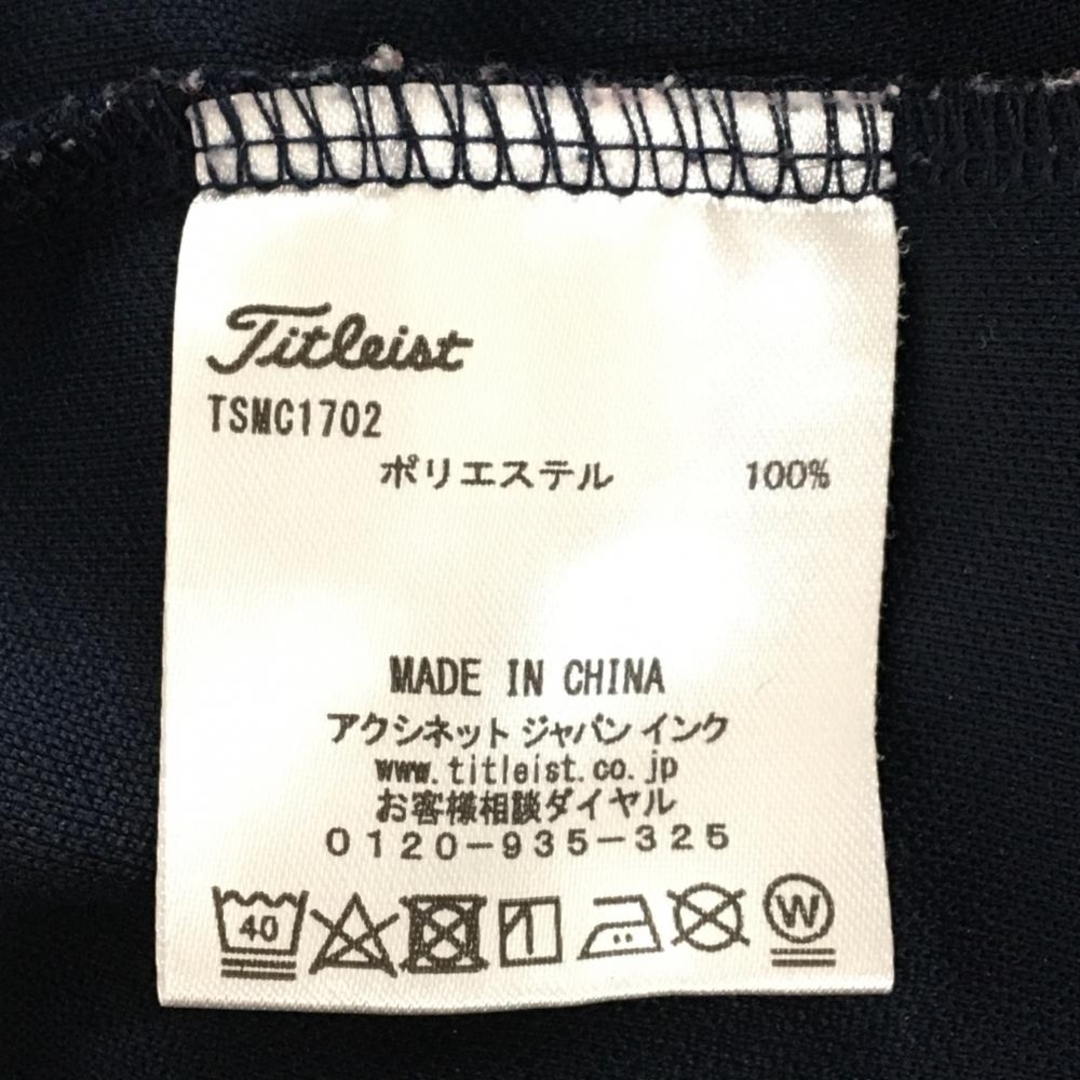 Titleist
TSMC1702
ポリエステル 100%
MADE IN CHINA
アクシネット ジャパン インク
www.titleist.co.jp
お客様相談ダイヤル
0120-935-325
40 W